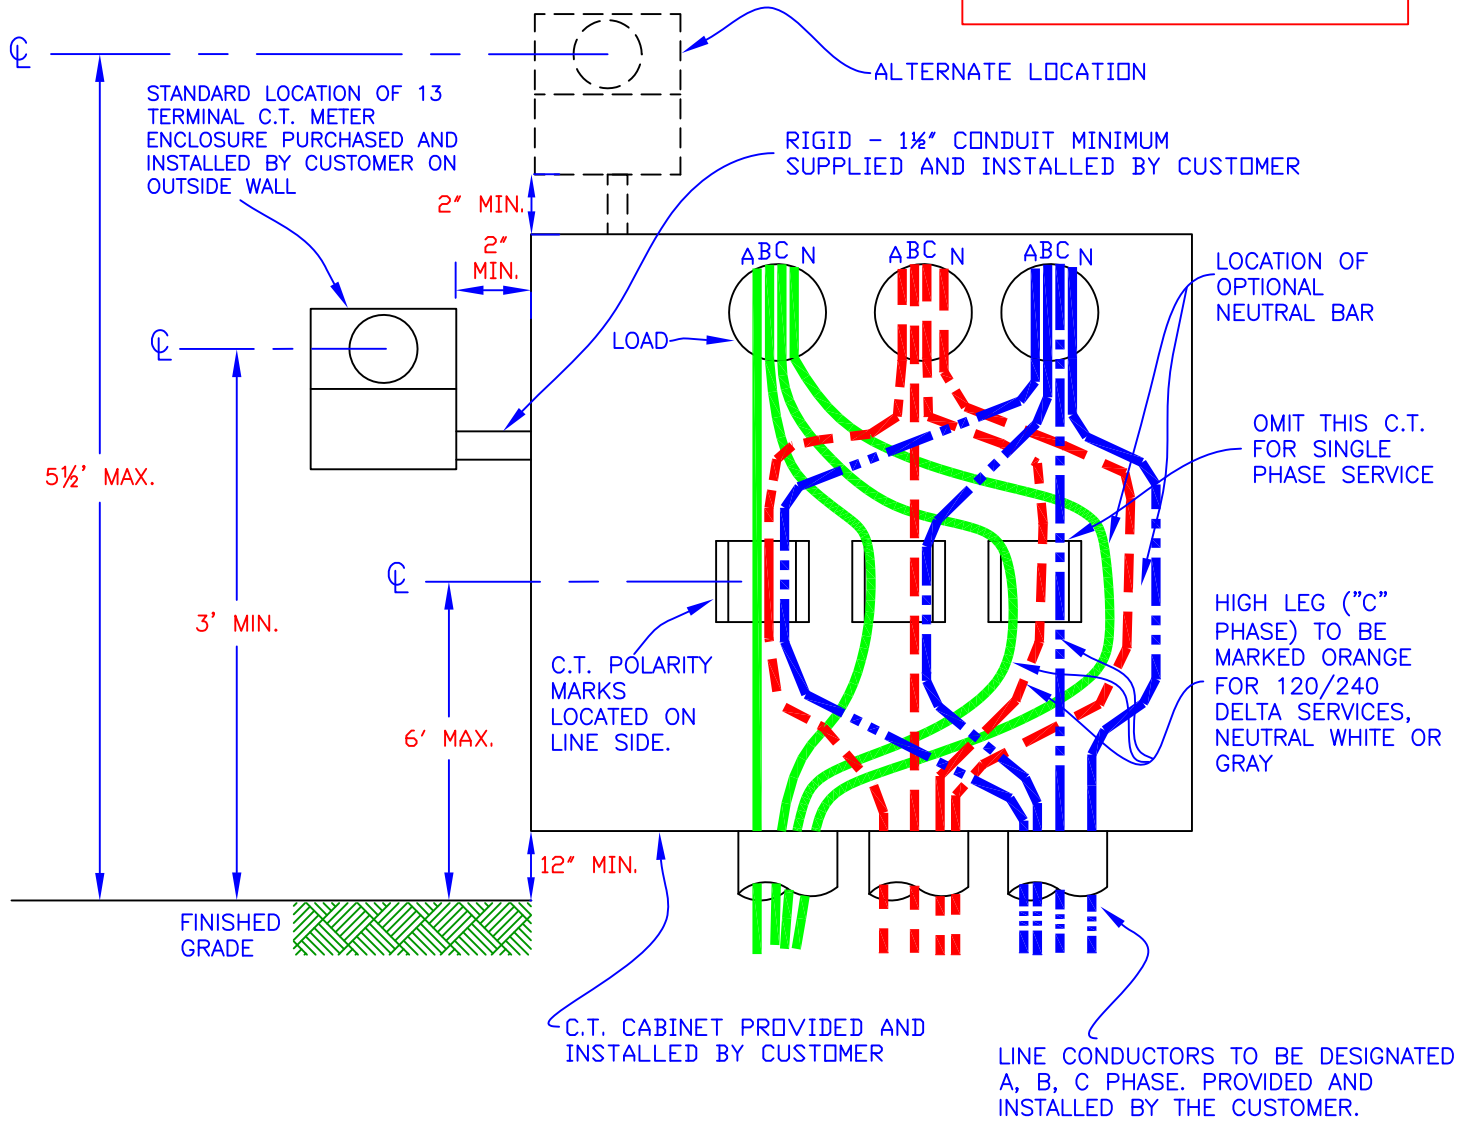 ℄
ALTERNATE LOCATION
STANDARD LOCATION OF 13
TERMINAL C.T. METER
ENCLOSURE PURCHASED AND
INSTALLED BY CUSTOMER ON
OUTSIDE WALL
RIGID - 1½" CONDUIT MINIMUM
SUPPLIED AND INSTALLED BY CUSTOMER
2" MIN.
2"
MIN.
A B C N
A B C N
A B C N
LOCATION OF
OPTIONAL
NEUTRAL BAR
℄
LOAD
OMIT THIS C.T.
FOR SINGLE
PHASE SERVICE
5½' MAX.
℄
3' MIN.
HIGH LEG ("C"
PHASE) TO BE
MARKED ORANGE
FOR 120/240
DELTA SERVICES,
NEUTRAL WHITE OR
GRAY
C.T. POLARITY
MARKS
LOCATED ON
LINE SIDE.
6' MAX.
12" MIN.
FINISHED
GRADE
C.T. CABINET PROVIDED AND
INSTALLED BY CUSTOMER
LINE CONDUCTORS TO BE DESIGNATED
A, B, C PHASE. PROVIDED AND
INSTALLED BY THE CUSTOMER.